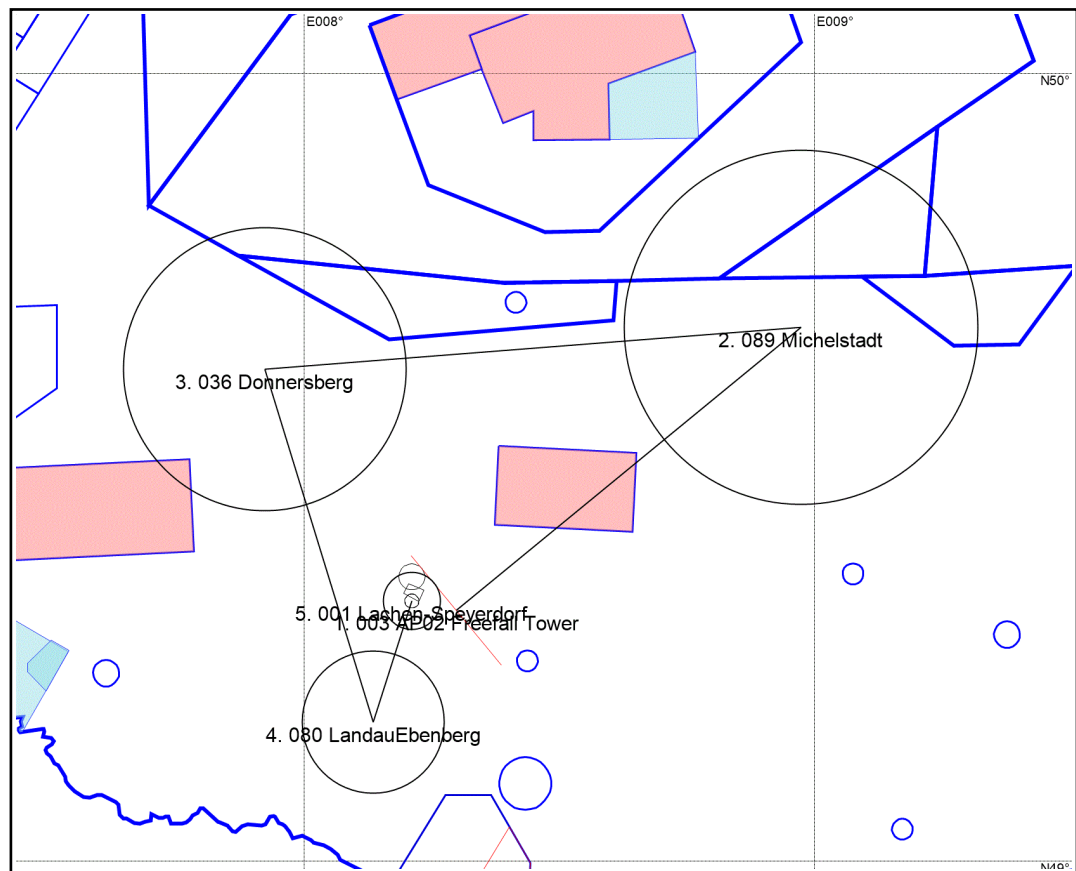 E008°
E009°
N50°
2. 089 Michelstadt
3. 036 Donnersberg
5. 001 Lachen-Speyerdorf
1. 003 AP02 Freefall Tower
4. 080 LandauEbenberg
N49°